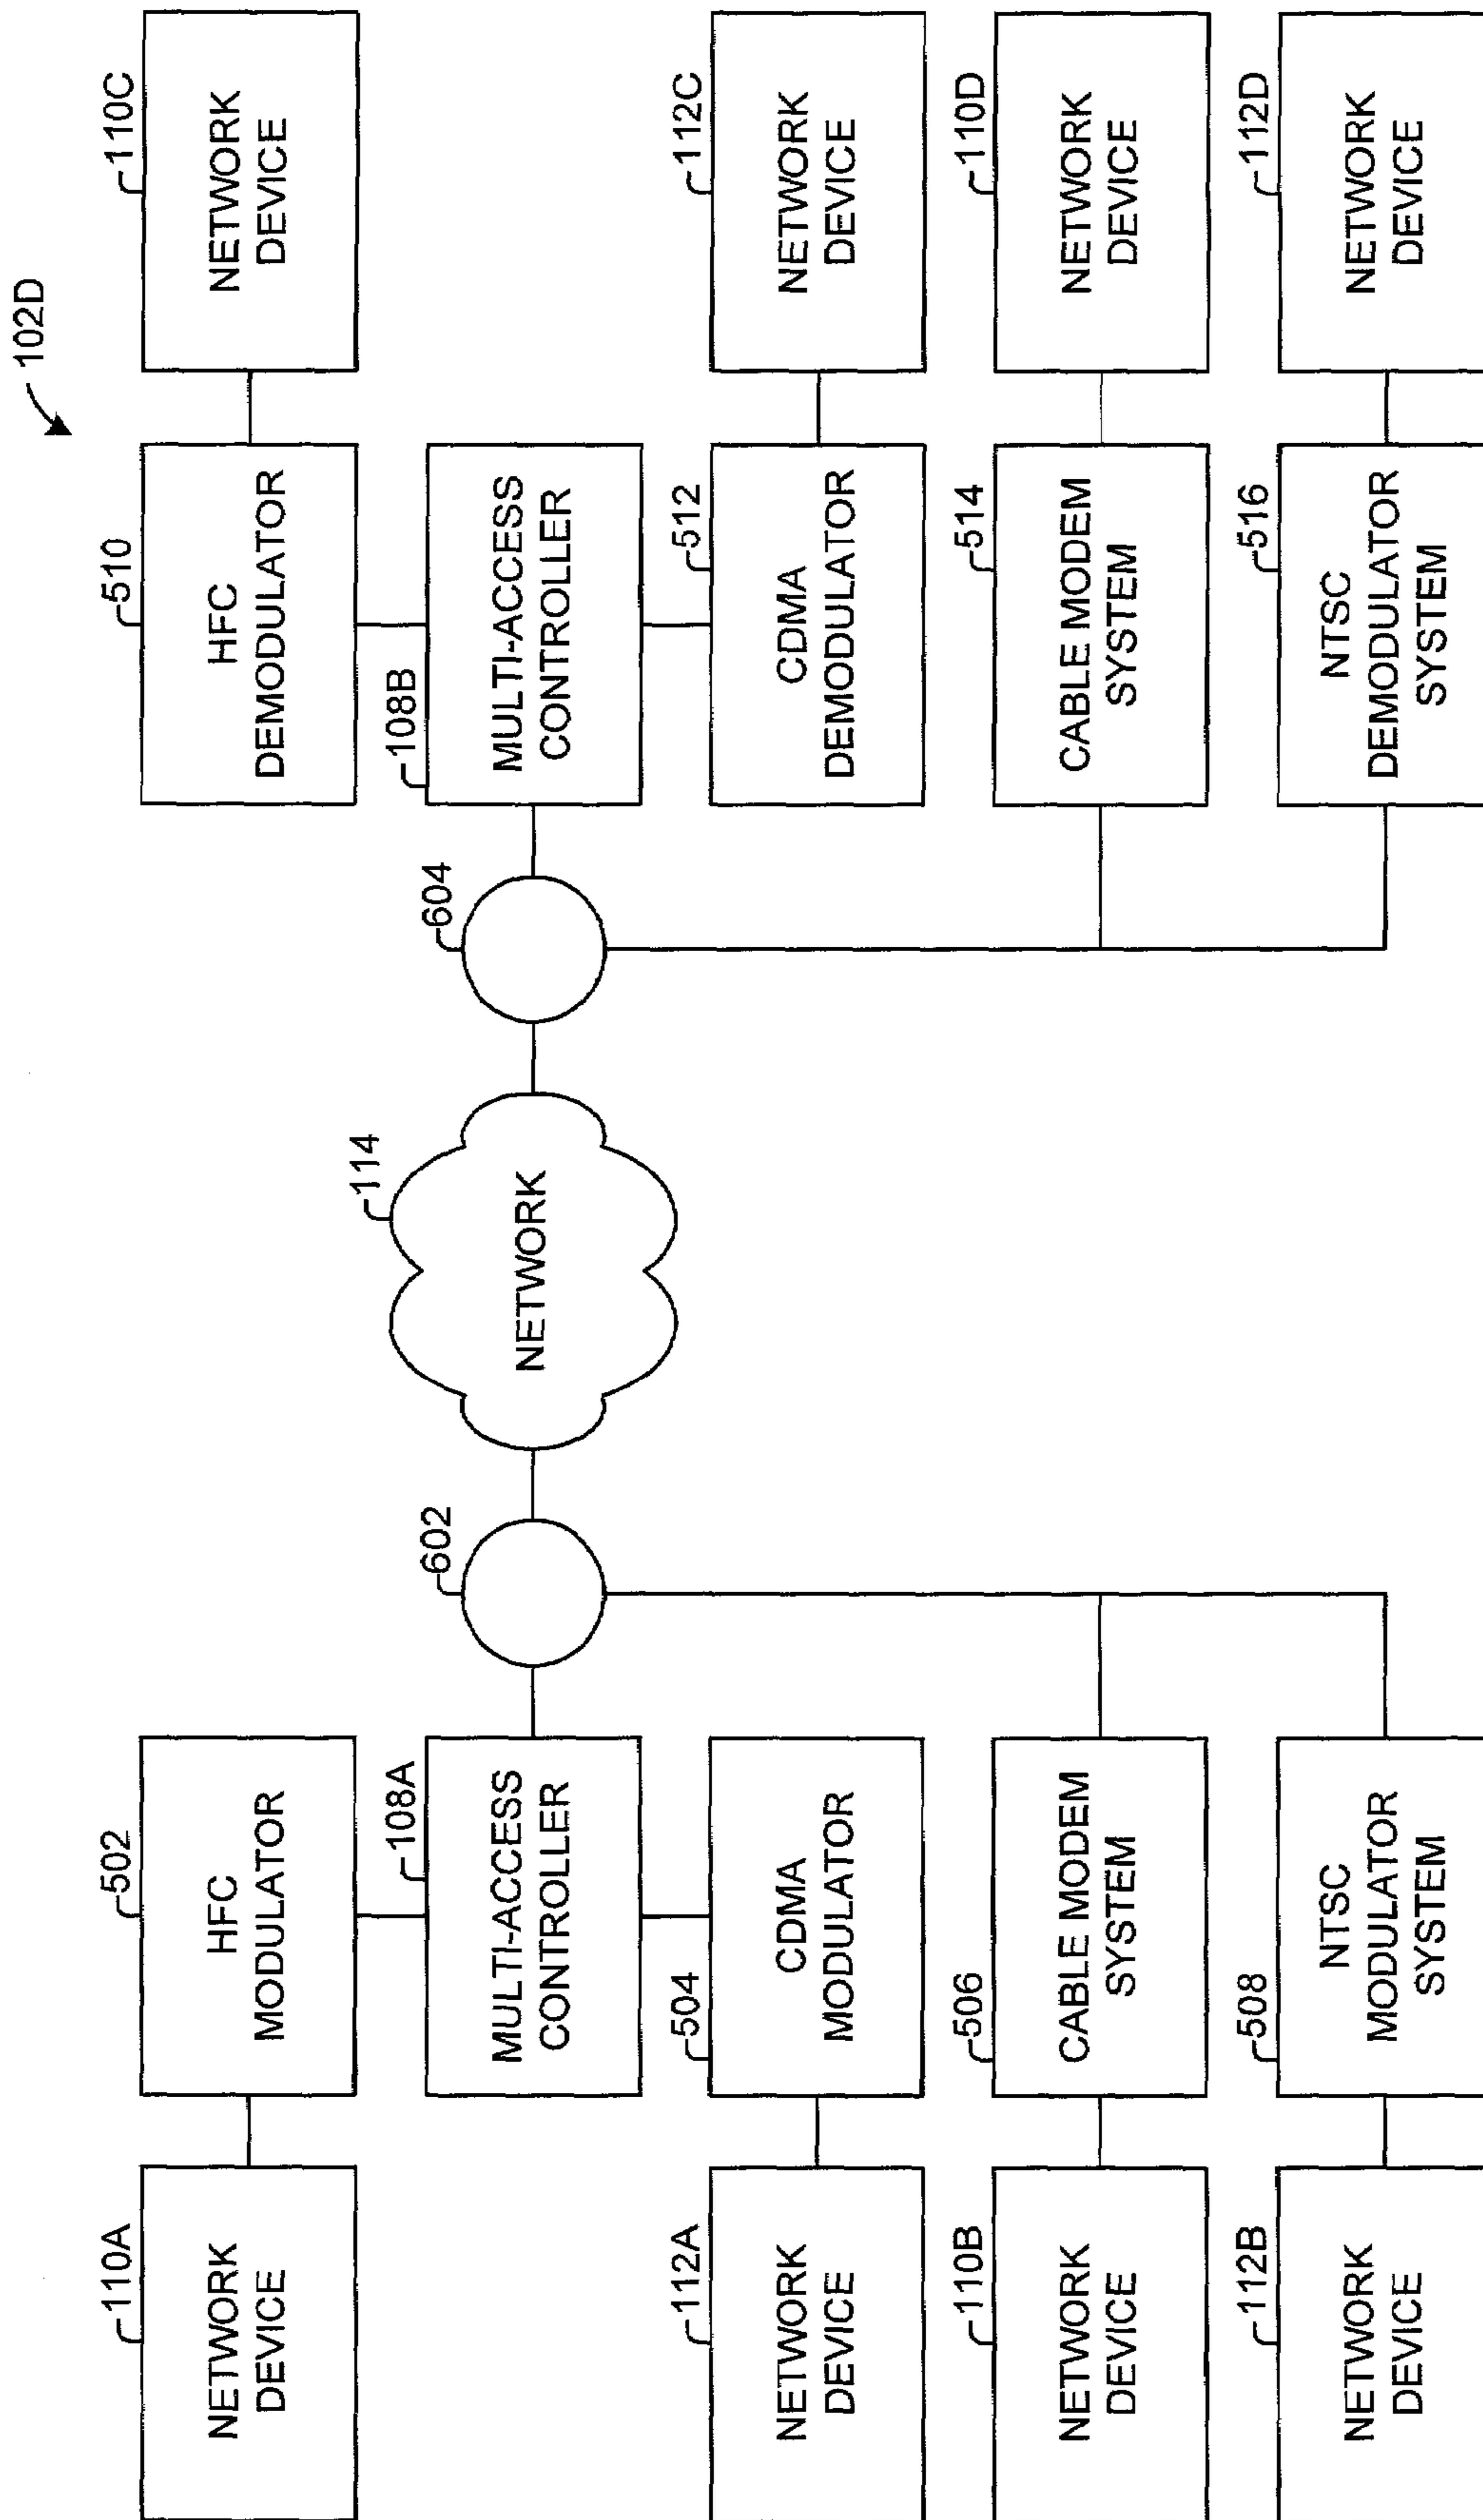 102D
110A
NETWORK
DEVICE
502
HFC
MODULATOR
510
HFC
DEMODULATOR
110C
NETWORK
DEVICE
108A
MULTI-ACCESS
CONTROLLER
602
114
NETWORK
604
108B
MULTI-ACCESS
CONTROLLER
112A
NETWORK
DEVICE
504
CDMA
MODULATOR
512
CDMA
DEMODULATOR
112C
NETWORK
DEVICE
110B
NETWORK
DEVICE
506
CABLE MODEM
SYSTEM
514
CABLE MODEM
SYSTEM
110D
NETWORK
DEVICE
112B
NETWORK
DEVICE
508
NTSC
MODULATOR
SYSTEM
516
NTSC
DEMODULATOR
SYSTEM
112D
NETWORK
DEVICE